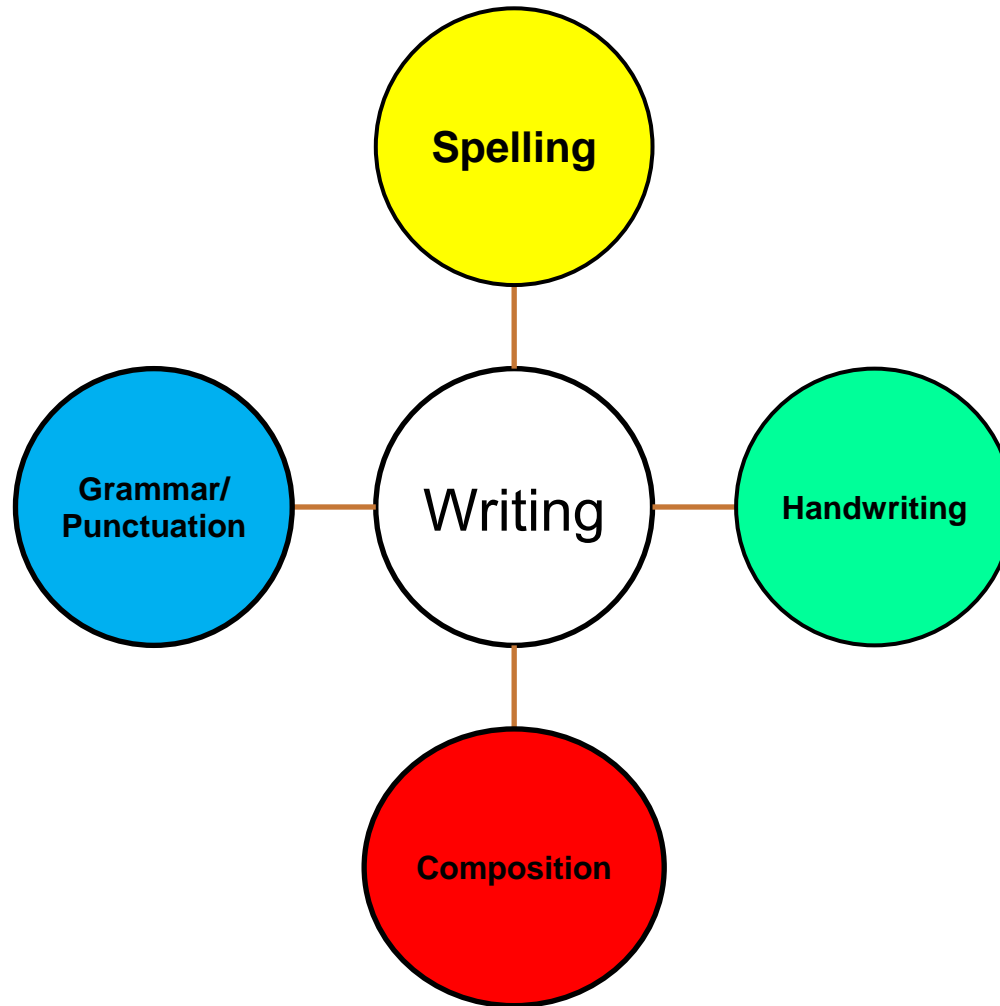 Spelling
Grammar/
Punctuation
Writing
Handwriting
Composition